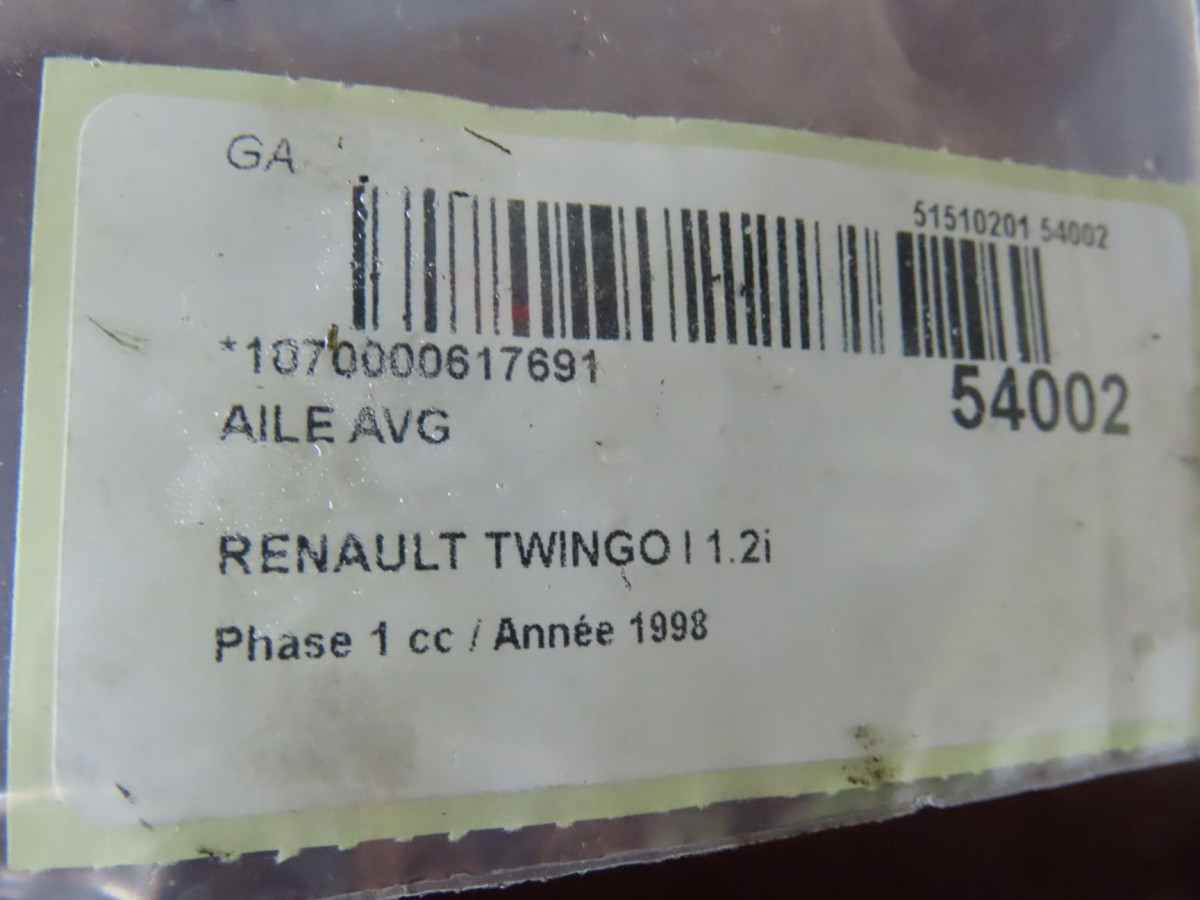 GA
51510201 54002
*1070000617691
54002
AILE AVG
RENAULT TWINGO I 1.2i
Phase 1 cc / Année 1998